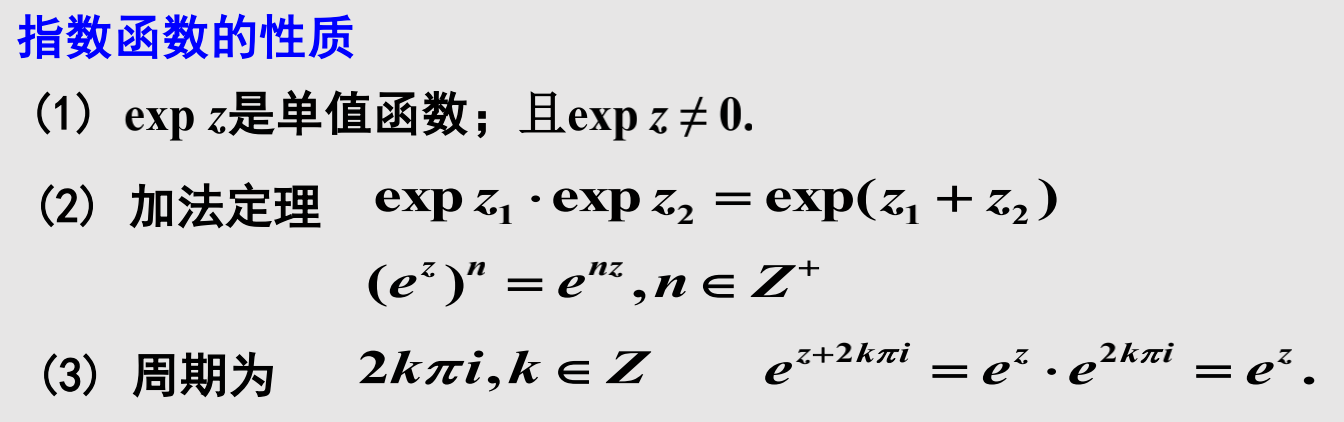 指数函数的性质
(1) exp z是单值函数；且exp z ≠ 0.
(2) 加法定理 exp z₁ · exp z₂ = exp(z₁ + z₂)
(eᶻ)ⁿ = eⁿᶻ, n ∈ Z⁺
(3) 周期为 2kπi, k ∈ Z e^{z+2kπi} = e^z · e^{2kπi} = e^z.